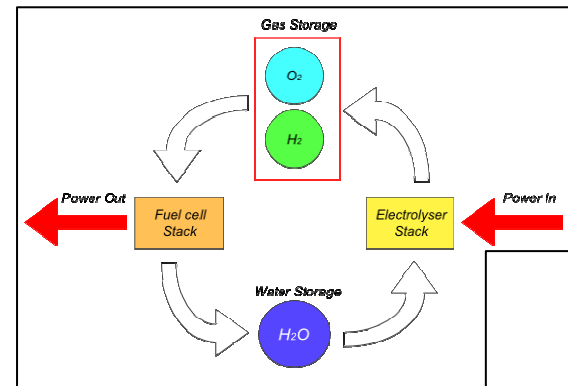 Gas Storage
O2
H2
Power Out
Fuel cell
Stack
Electrolyser
Stack
Power In
Water Storage
H2O